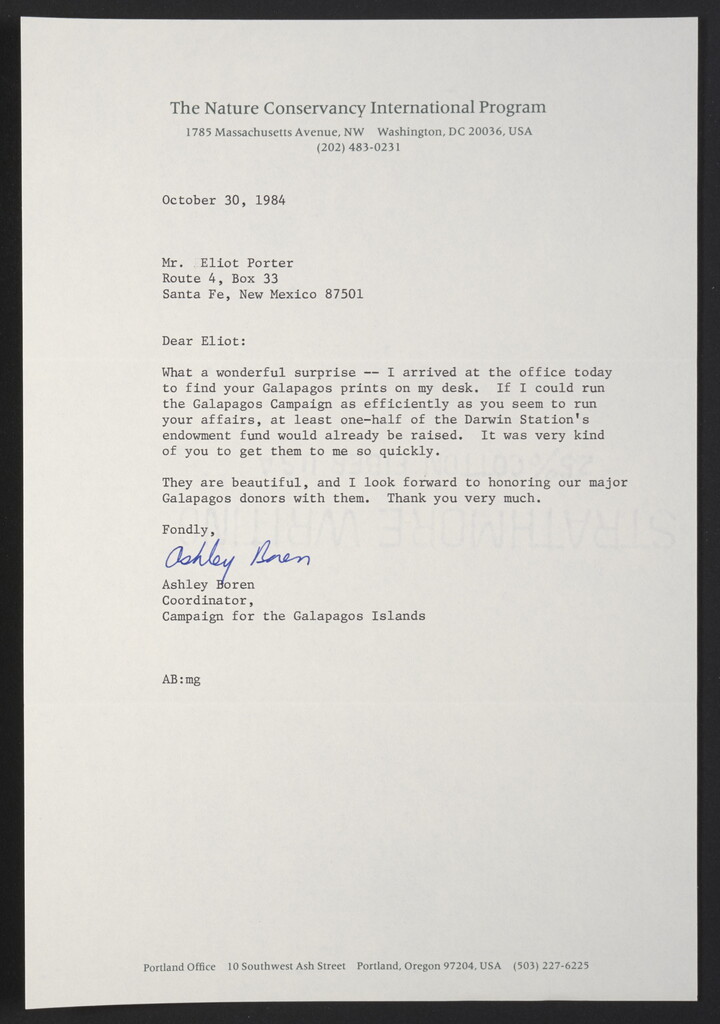 The Nature Conservancy International Program
1785 Massachusetts Avenue, NW Washington, DC 20036, USA
(202) 483-0231
October 30, 1984
Mr. Eliot Porter
Route 4, Box 33
Santa Fe, New Mexico 87501
Dear Eliot:
What a wonderful surprise -- I arrived at the office today
to find your Galapagos prints on my desk. If I could run
the Galapagos Campaign as efficiently as you seem to run
your affairs, at least one-half of the Darwin Station's
endowment fund would already be raised. It was very kind
of you to get them to me so quickly.
They are beautiful, and I look forward to honoring our major
Galapagos donors with them. Thank you very much.
Fondly,
Ashley Boren
Ashley Boren
Coordinator,
Campaign for the Galapagos Islands
AB:mg
Portland Office 10 Southwest Ash Street Portland, Oregon 97204, USA (503) 227-6225